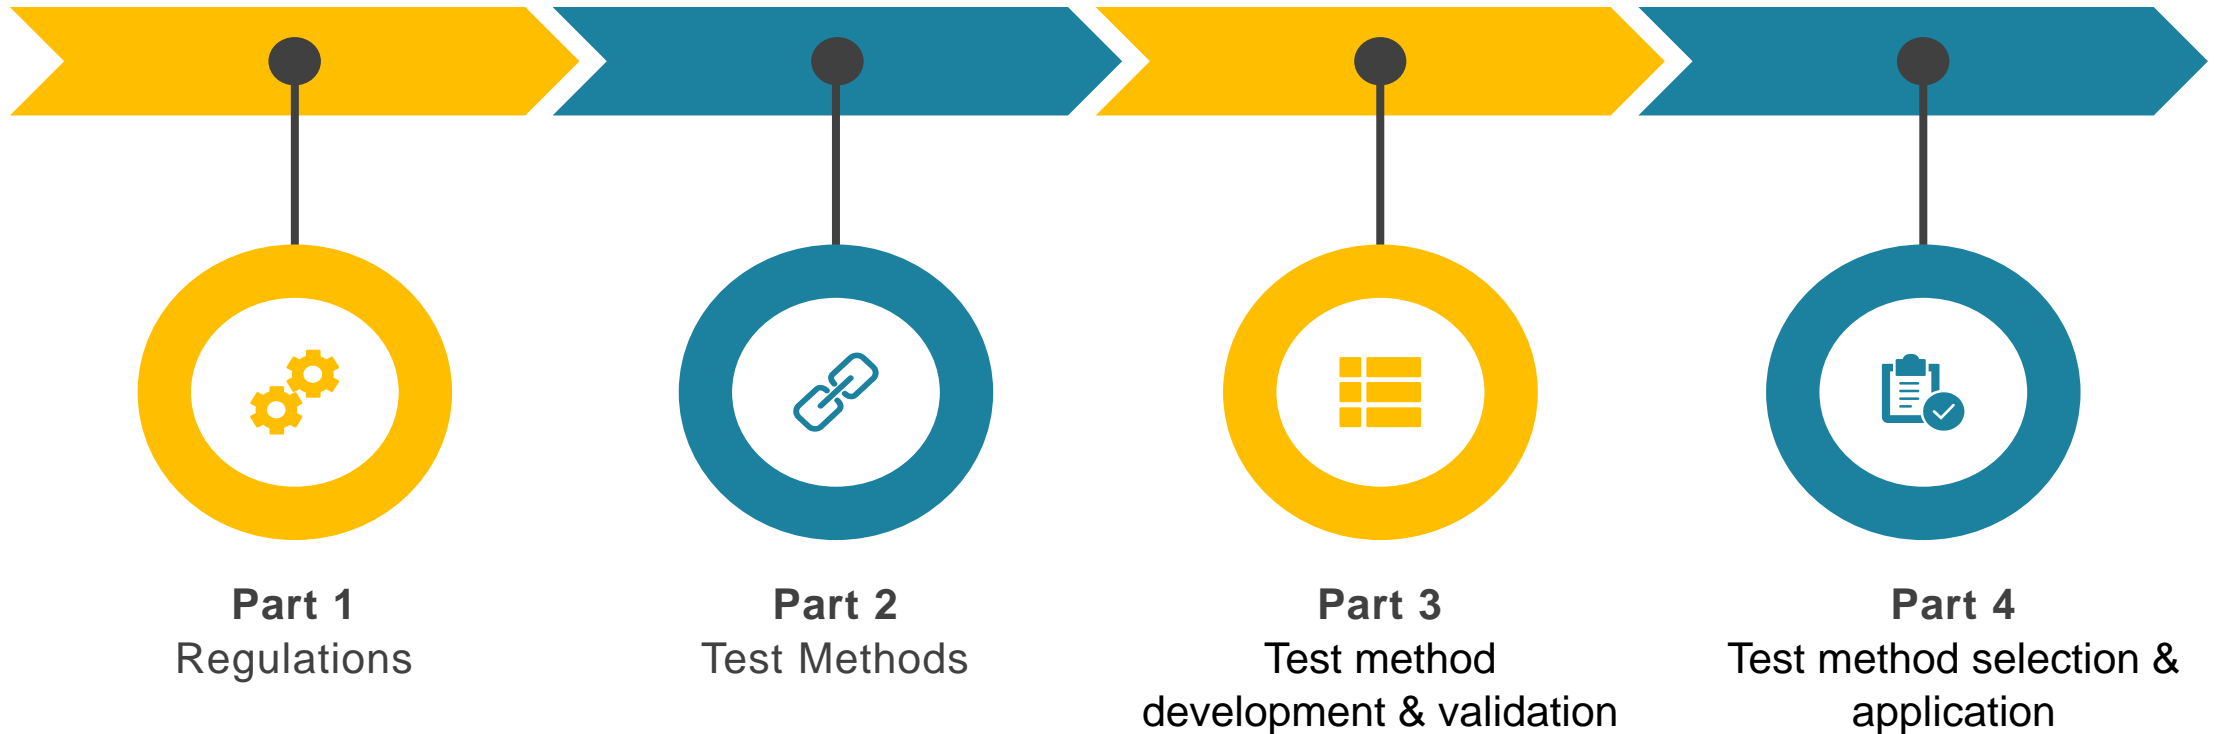 Part 1
Regulations
Part 2
Test Methods
Part 3
Test method
development & validation
Part 4
Test method selection &
application